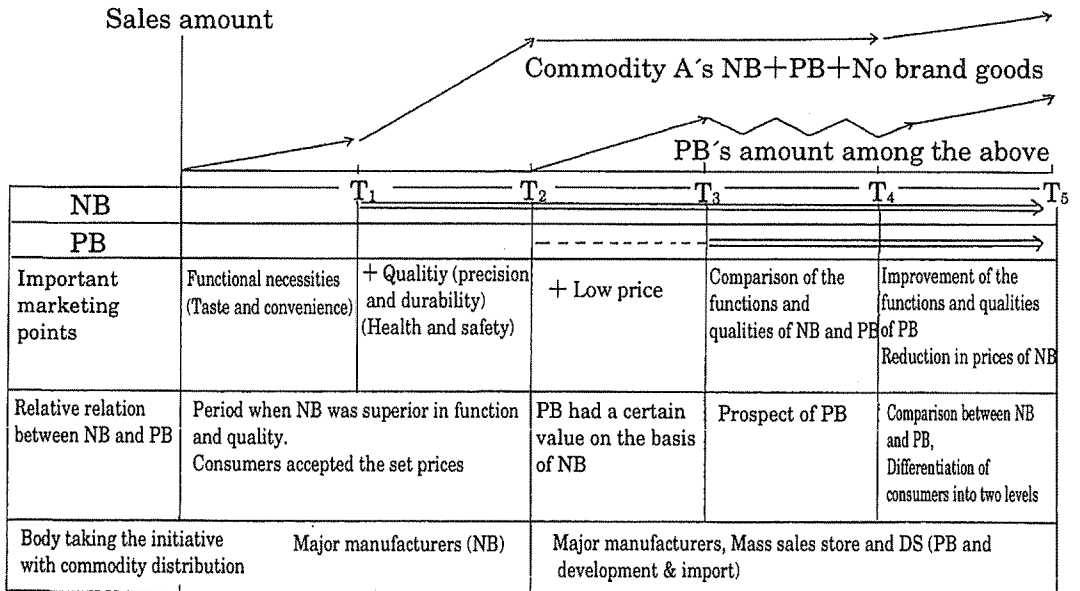 Sales amount
Commodity A´s NB+PB+No brand goods
PB´s amount among the above
T1 T2 T3 T4 T5
NB
PB
Important
marketing
points
Functional necessities
(Taste and convenience)
+ Qualitiy (precision
and durability)
(Health and safety)
+ Low price
Comparison of the
functions and
qualities of NB and PB
Improvement of the
functions and qualities
of PB
Reduction in prices of NB
Relative relation
between NB and PB
Period when NB was superior in function
and quality.
Consumers accepted the set prices
PB had a certain
value on the basis
of NB
Prospect of PB
Comparison between NB
and PB,
Differentiation of
consumers into two levels
Body taking the initiative
with commodity distribution
Major manufacturers (NB)
Major manufacturers, Mass sales store and DS (PB and
development & import)